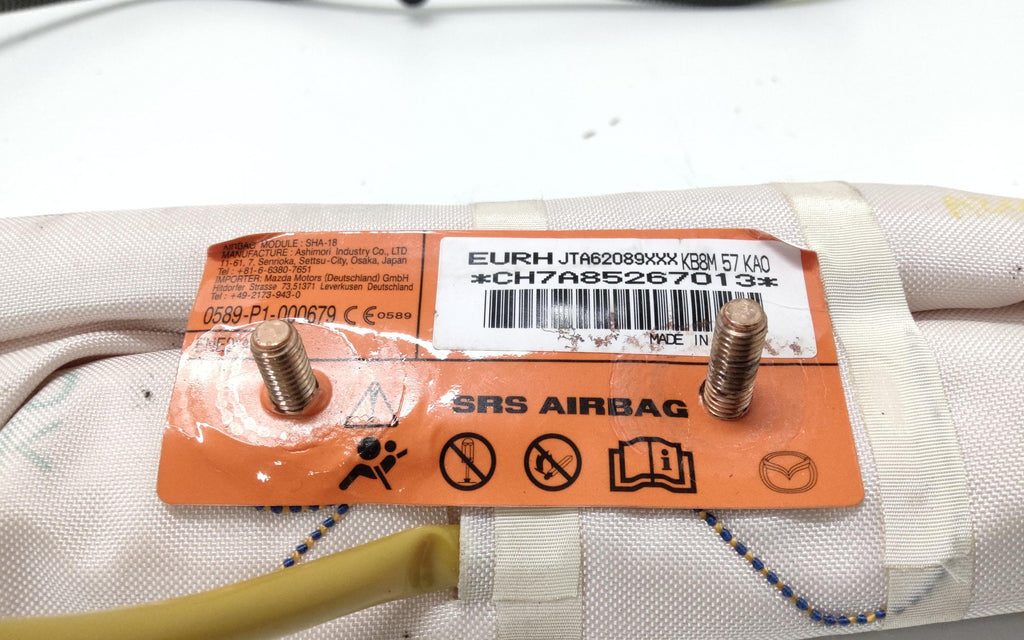 AIRBAG MODULE : SHA-18
MANUFACTURE : Ashimori Industry Co., LTD.
11-61, 7, Senrioka, Settsu-City, Osaka, Japan
Tel : +81-6-6380-7651
IMPORTER: Mazda Motors (Deutschland) GmbH
Hitdorfer Strasse 73,51371 Leverkusen Deutschland
Tel : +49-2173-943-0
0589-P1-000679 CE 0589
EURH JTA62089XXX KB8M 57 KAO
*CH7A85267013*
MADE IN
SRS AIRBAG